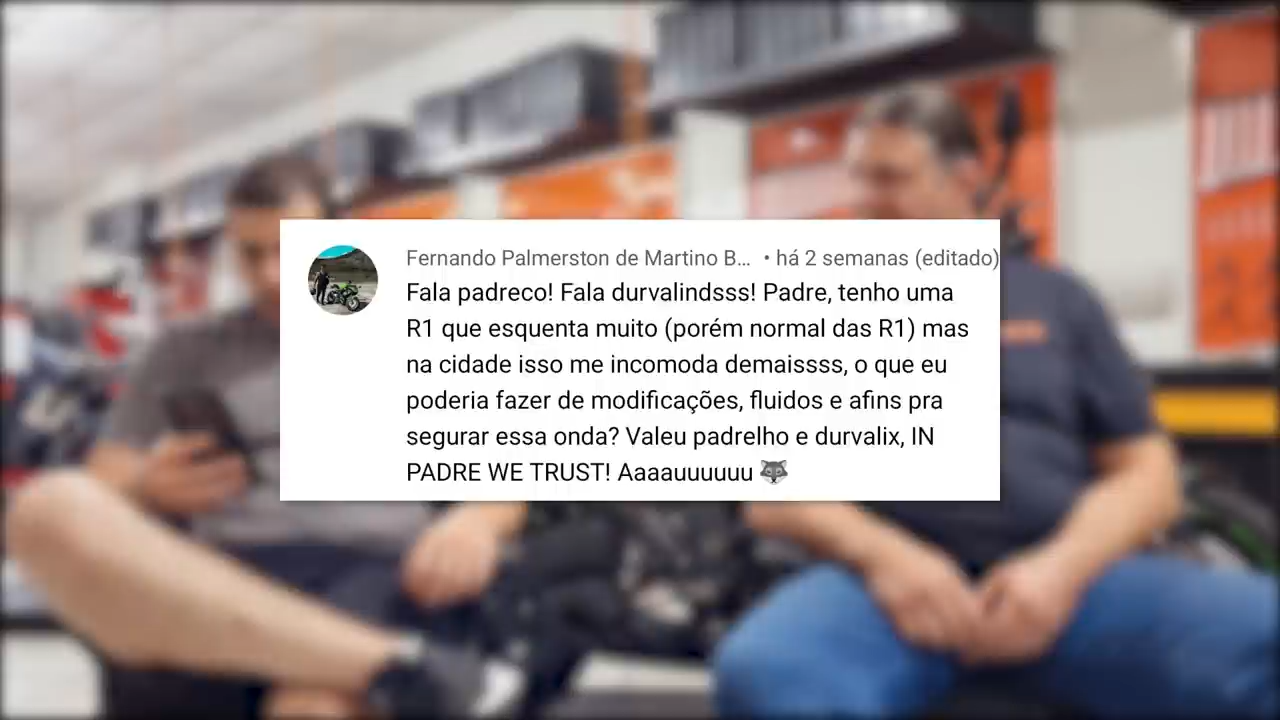 Fernando Palmerston de Martino B... • há 2 semanas (editado)
Fala padreco! Fala durvalindsss! Padre, tenho uma
R1 que esquenta muito (porém normal das R1) mas
na cidade isso me incomoda demaissss, o que eu
poderia fazer de modificações, fluidos e afins pra
segurar essa onda? Valeu padrelho e durvalix, IN
PADRE WE TRUST! Aaaauuuuuu 🐺